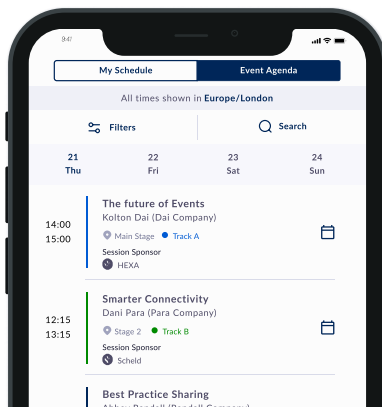 9:41
My Schedule
Event Agenda
All times shown in Europe/London
Filters
Search
21 22 23 24
Thu Fri Sat Sun
14:00
15:00
The future of Events
Kolton Dai (Dai Company)
Main Stage Track A
Session Sponsor
HEXA
12:15
13:15
Smarter Connectivity
Dani Para (Para Company)
Stage 2 Track B
Session Sponsor
Scheld
Best Practice Sharing